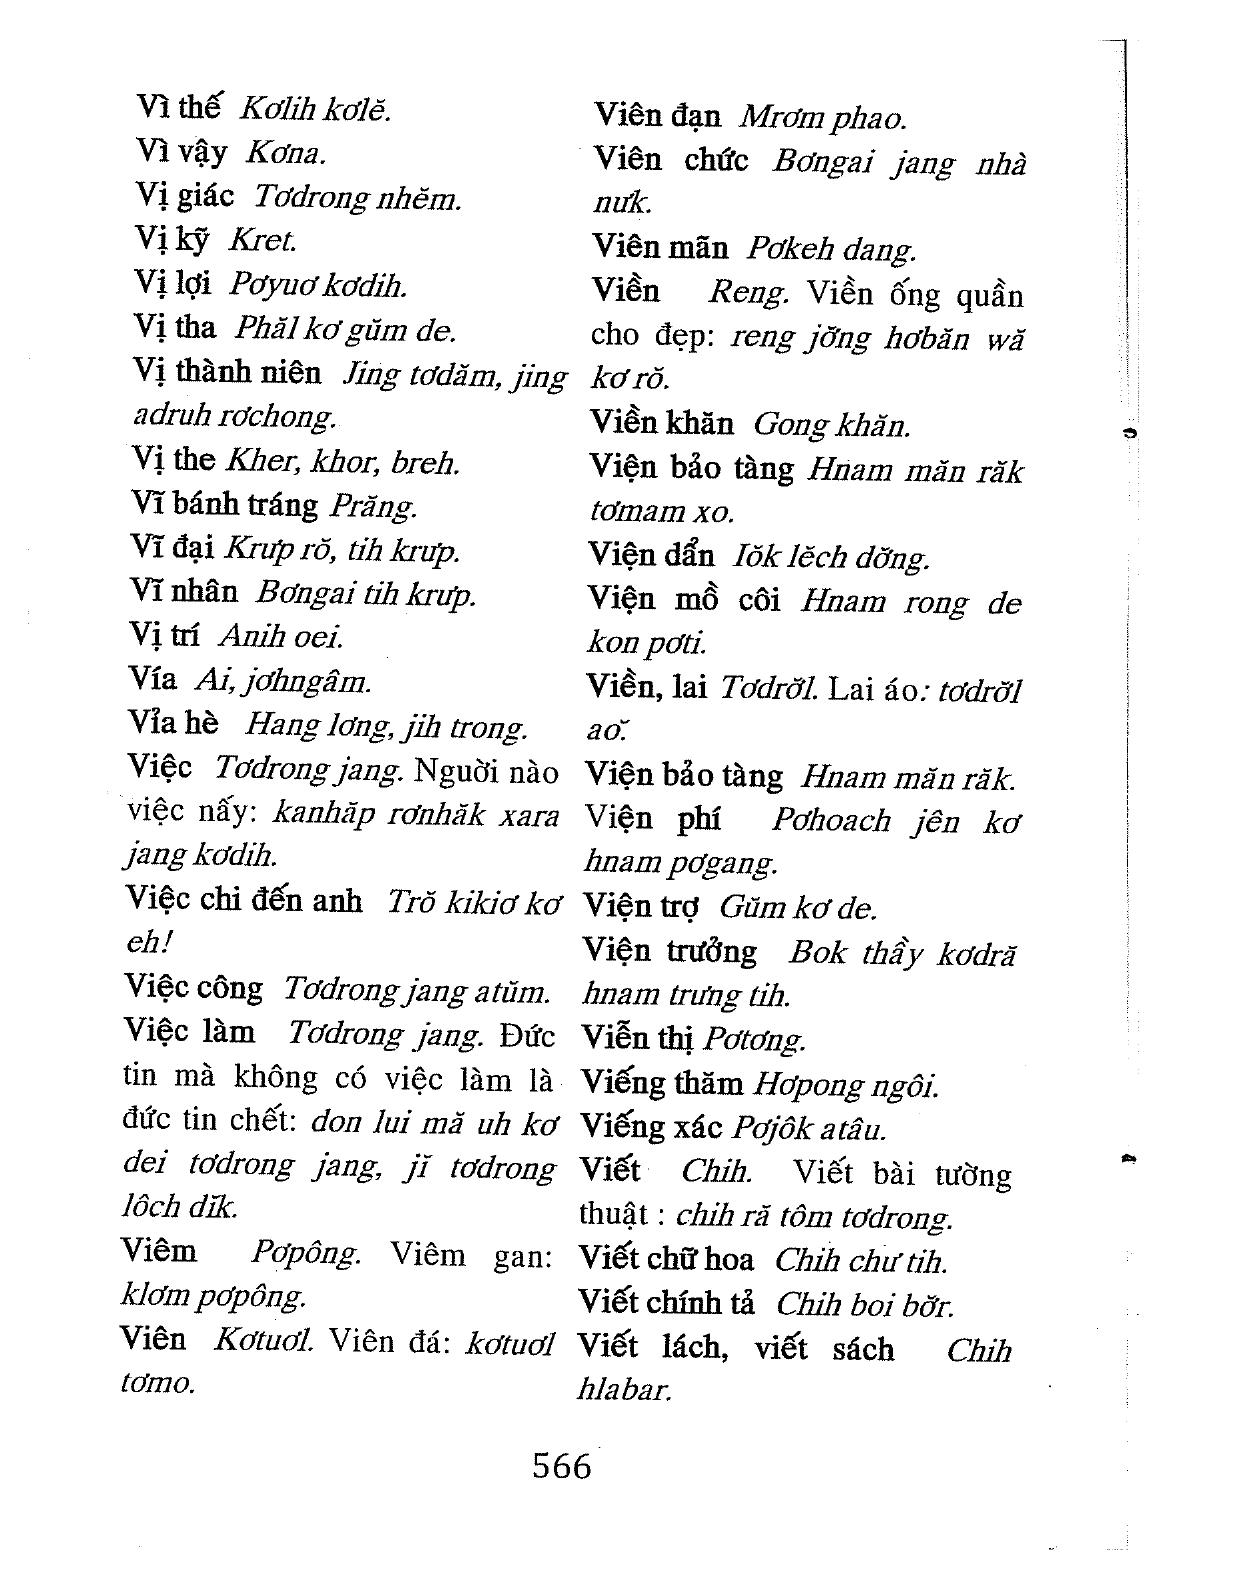 Vì thế Kơlih kơlĕ.
Vì vậy Kơna.
Vị giác Tơdrong nhĕm.
Vị kỹ Kret.
Vị lợi Pơyuơ kơdih.
Vị tha Phăl kơ gŭm de.
Vị thành niên Jing tơdăm, jing
adruh rơchong.
Vị the Kher, khor, breh.
Vĩ bánh tráng Prăng.
Vĩ đại Krưp rŏ, tih krưp.
Vĩ nhân Bơngai tih krưp.
Vị trí Anih oei.
Vía Ai, jơhngâm.
Vỉa hè Hang lơng, jih trong.
Việc Tơdrong jang. Nguời nào
việc nấy: kanhăp rơnhăk xara
jang kơdih.
Việc chi đến anh Trŏ kikiơ kơ
eh!
Việc công Tơdrong jang atŭm.
Việc làm Tơdrong jang. Đức
tin mà không có việc làm là
đức tin chết: don lui mă uh kơ
dei tơdrong jang, jĭ tơdrong
lôch dĭk.
Viêm Pơpông. Viêm gan:
klơm pơpông.
Viên Kơtuơl. Viên đá: kơtuơl
tơmo.
Viên đạn Mrơm phao.
Viên chức Bơngai jang nhà
nưk.
Viên mãn Pơkeh dang.
Viền Reng. Viền ống quần
cho đẹp: reng jơ̆ng hơbăn wă
kơ rŏ.
Viền khăn Gong khăn.
Viện bảo tàng Hnam măn răk
tơmam xo.
Viện dẩn Iŏk lĕch dơ̆ng.
Viện mồ côi Hnam rong de
kon pơti.
Viền, lai Tơdrơ̆l. Lai áo: tơdrơ̆l
aơ̆.
Viện bảo tàng Hnam măn răk.
Viện phí Pơhoach jên kơ
hnam pơgang.
Viện trợ Gŭm kơ de.
Viện trưởng Bok thầy kơdră
hnam trưng tih.
Viễn thị Pơtơng.
Viếng thăm Hơpong ngôi.
Viếng xác Pơjôk atâu.
Viết Chih. Viết bài tường
thuật : chih ră tôm tơdrong.
Viết chữ hoa Chih chư tih.
Viết chính tả Chih boi bơ̆r.
Viết lách, viết sách Chih
hlabar.
566